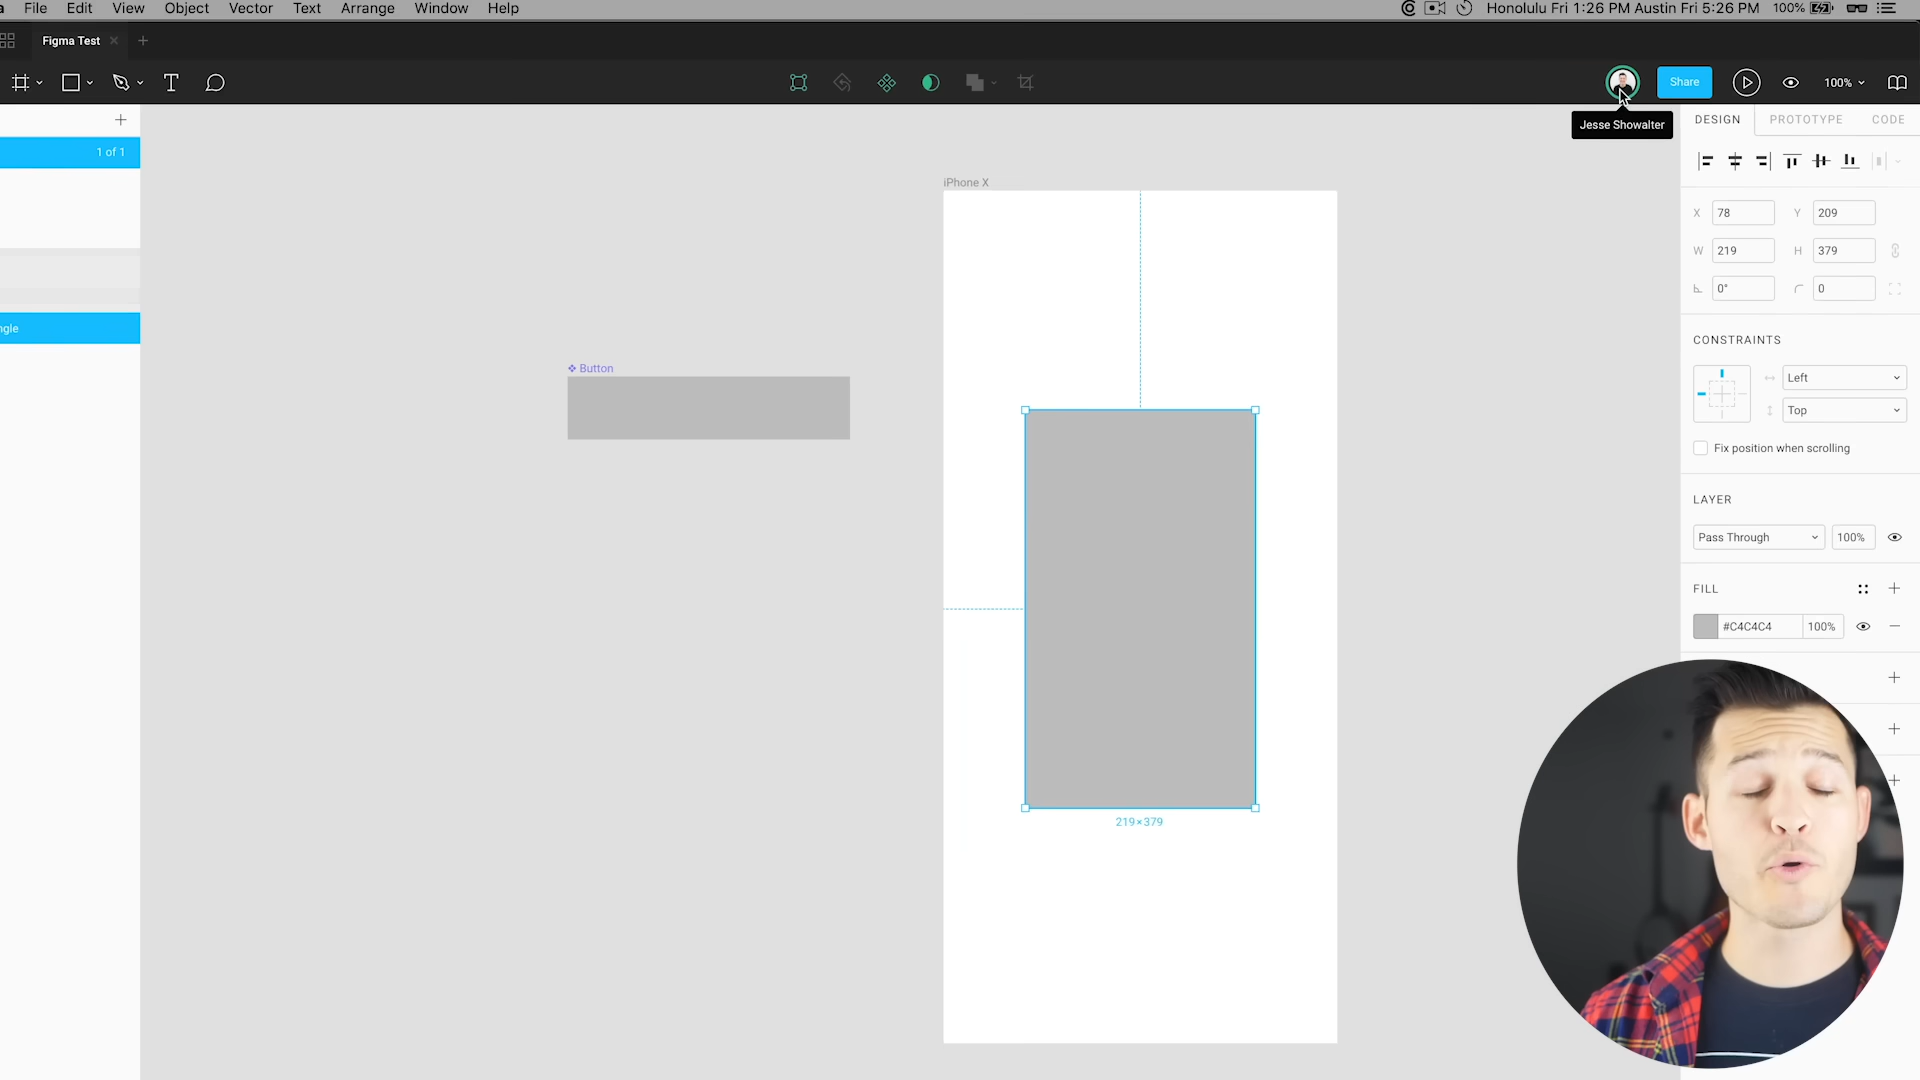 File Edit View Object Vector Text Arrange Window Help
Honolulu Fri 1:26 PM Austin Fri 5:26 PM 100%
Figma Test
Share
100%
Jesse Showalter
DESIGN PROTOTYPE CODE
1 of 1
iPhone X
X 78 Y 209
W 219 H 379
0° 0
ngle
CONSTRAINTS
Button
Left
Top
Fix position when scrolling
LAYER
Pass Through 100%
FILL
#C4C4C4 100%
219×379